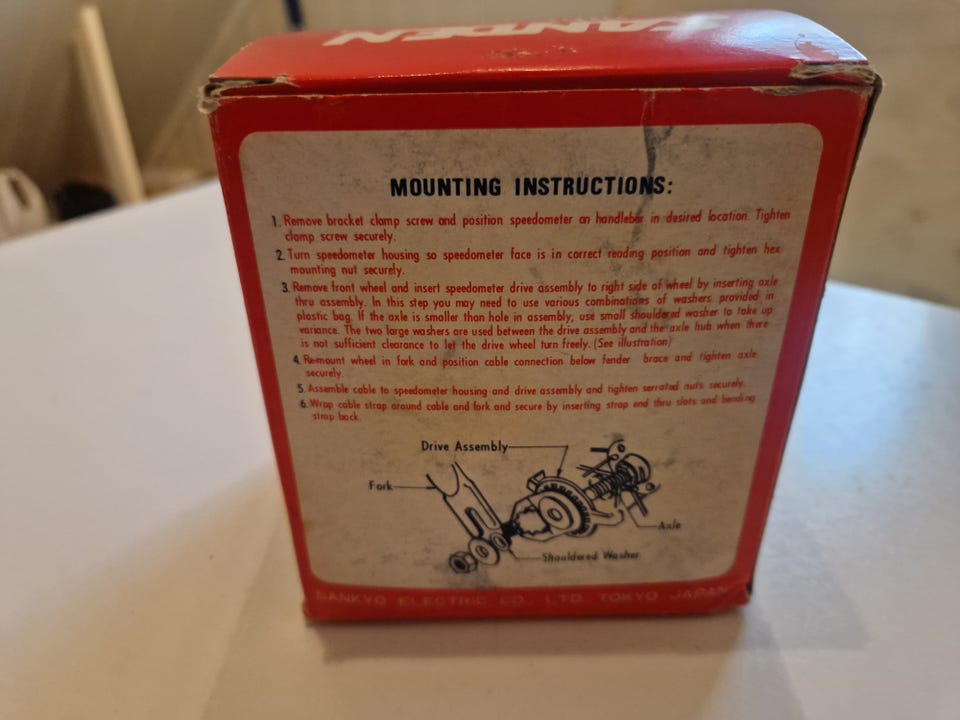 SANDEN
MOUNTING INSTRUCTIONS:
1. Remove bracket clamp screw and position speedometer on handlebar in desired location. Tighten
clamp screw securely.
2. Turn speedometer housing so speedometer face is in correct reading position and tighten hex
mounting nut securely.
3. Remove front wheel and insert speedometer drive assembly to right side of wheel by inserting axle
thru assembly. In this step you may need to use various combinations of washers provided in
plastic bag. If the axle is smaller than hole in assembly, use small shouldered washer to take up
variance. The two large washers are used between the drive assembly and the axle hub when there
is not sufficient clearance to let the drive wheel turn freely. (See illustration)
4. Re-mount wheel in fork and position cable connection below fender brace and tighten axle
securely.
5. Assemble cable to speedometer housing and drive assembly and tighten serrated nuts securely.
6. Wrap cable strap around cable and fork and secure by inserting strap end thru slots and bending
strap back.
Drive Assembly
Fork
Axle
Shouldered Washer
SANKYO ELECTRIC CO. LTD. TOKYO JAPAN